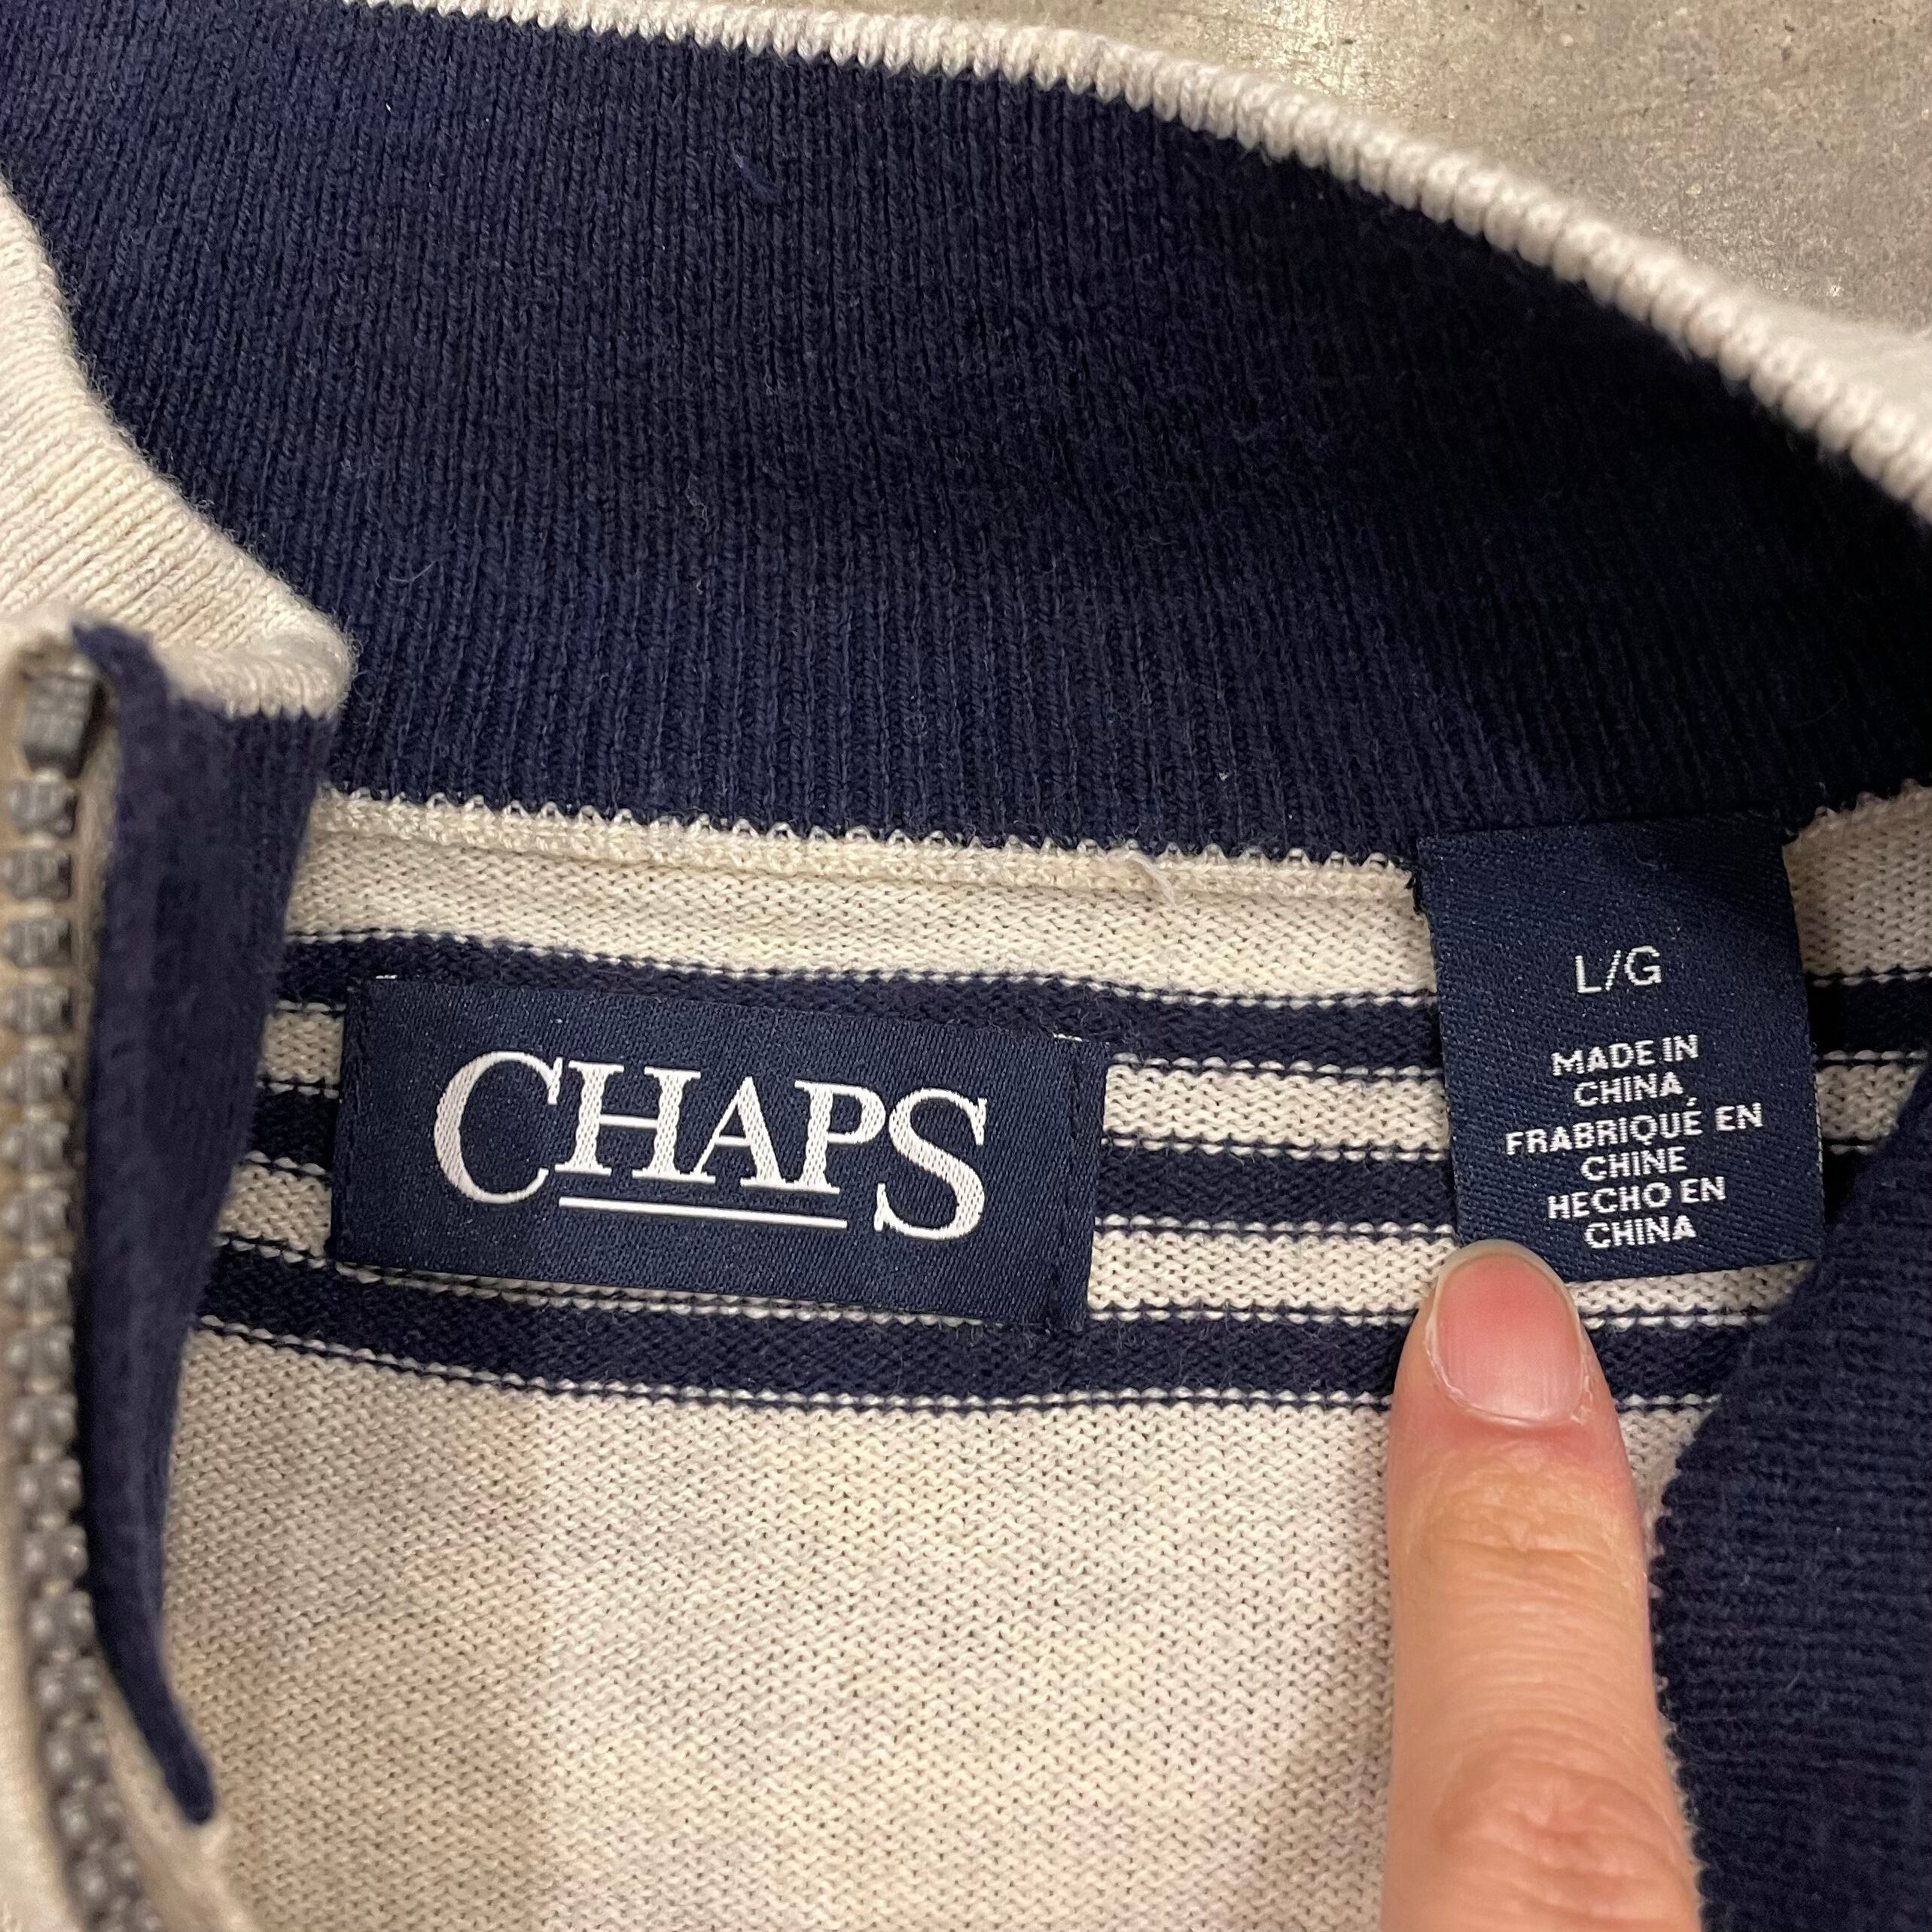 CHAPS
L/G
MADE IN
CHINA
FRABRIQUÉ EN
CHINE
HECHO EN
CHINA